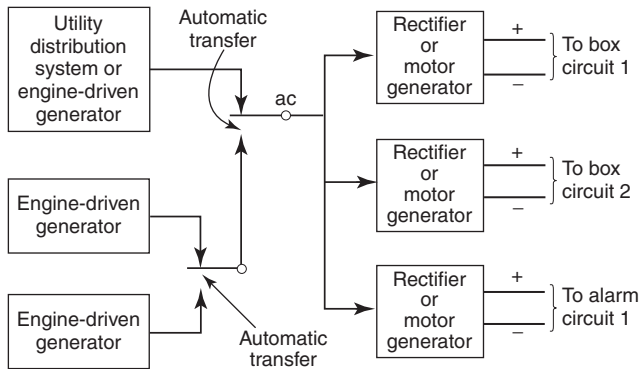 Utility
distribution
system or
engine-driven
generator
Automatic
transfer
ac
Rectifier
or
motor
generator
+
−
To box
circuit 1
Engine-driven
generator
Rectifier
or
motor
generator
+
−
To box
circuit 2
Engine-driven
generator
Automatic
transfer
Rectifier
or
motor
generator
+
−
To alarm
circuit 1